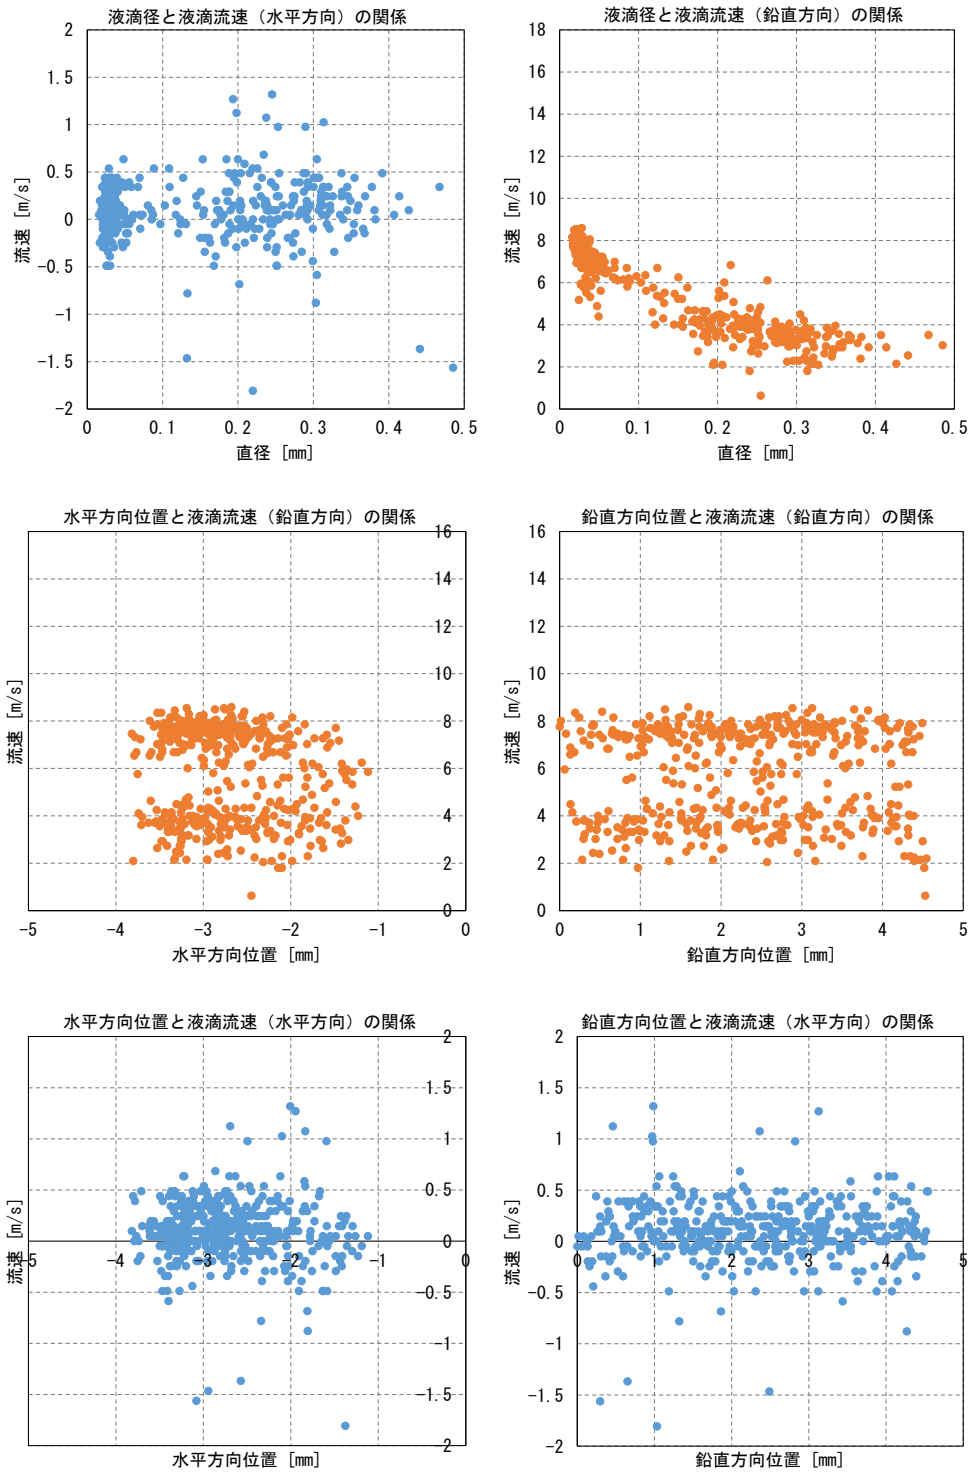 液滴径と液滴流速（水平方向）の関係
2
1.5
1
0.5
0
-0.5
-1
-1.5
-2
流速 [m/s]
0 0.1 0.2 0.3 0.4 0.5
直径 [mm]
液滴径と液滴流速（鉛直方向）の関係
18
16
14
12
10
8
6
4
2
0
流速 [m/s]
0 0.1 0.2 0.3 0.4 0.5
直径 [mm]
水平方向位置と液滴流速（鉛直方向）の関係
16
14
12
10
8
6
4
2
0
流速 [m/s]
-5 -4 -3 -2 -1 0
水平方向位置 [mm]
鉛直方向位置と液滴流速（鉛直方向）の関係
16
14
12
10
8
6
4
2
0
流速 [m/s]
0 1 2 3 4 5
鉛直方向位置 [mm]
水平方向位置と液滴流速（水平方向）の関係
2
1.5
1
0.5
0
-0.5
-1
-1.5
-2
流速 [m/s]
-5 -4 -3 -2 -1 0
水平方向位置 [mm]
鉛直方向位置と液滴流速（水平方向）の関係
2
1.5
1
0.5
0
-0.5
-1
-1.5
-2
流速 [m/s]
0 1 2 3 4 5
鉛直方向位置 [mm]